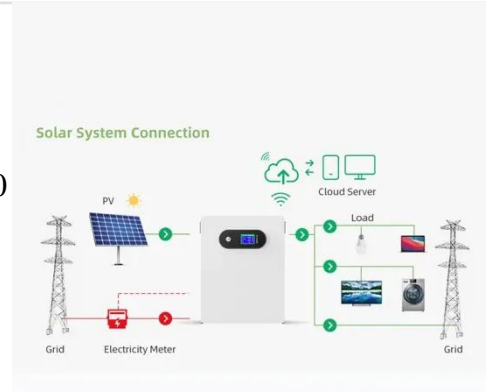 Solar System Connection
Cloud Server
PV
Load
Grid
Electricity Meter
Grid